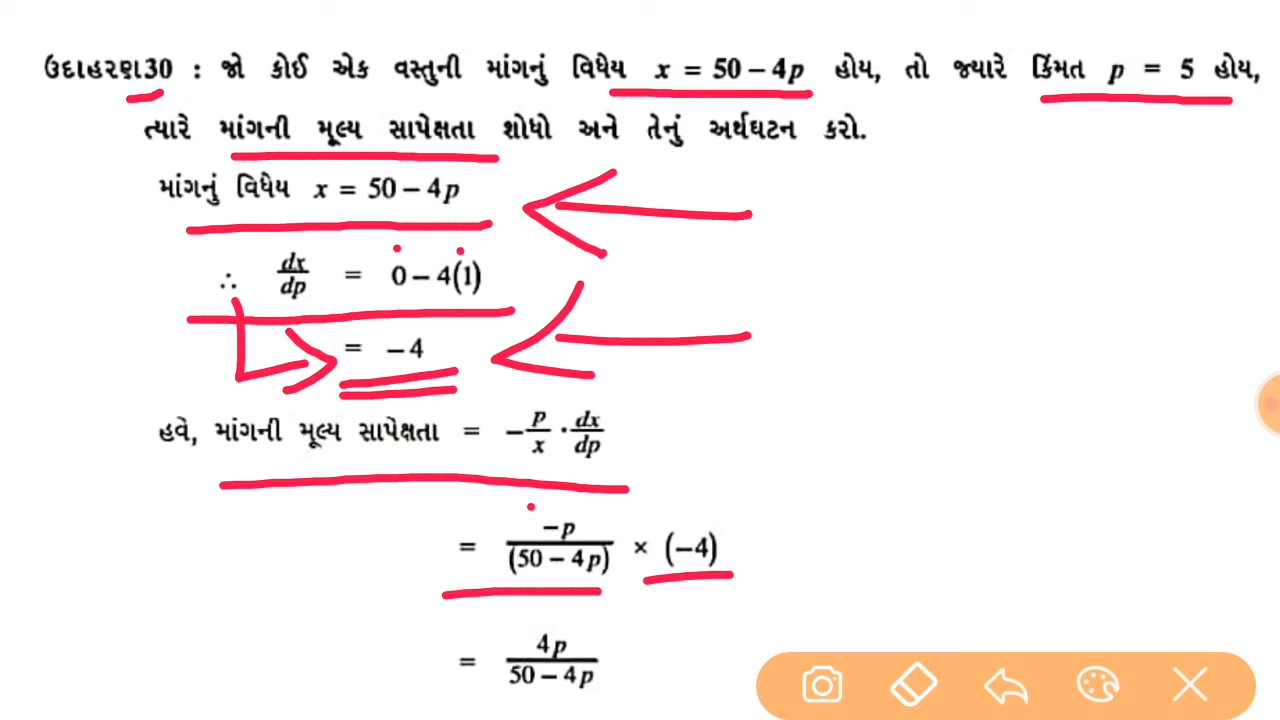 ઉદાહરણ30 : જો કોઈ એક વસ્તુની માંગનું વિધેય x = 50 – 4p હોય, તો જ્યારે કિંમત p = 5 હોય,
ત્યારે માંગની મૂલ્ય સાપેક્ષતા શોધો અને તેનું અર્થઘટન કરો.
માંગનું વિધેય x = 50 – 4p
∴ dx/dp = 0 – 4(1)
= –4
હવે, માંગની મૂલ્ય સાપેક્ષતા = –p/x · dx/dp
= –p/(50 – 4p) × (–4)
= 4p/50 – 4p